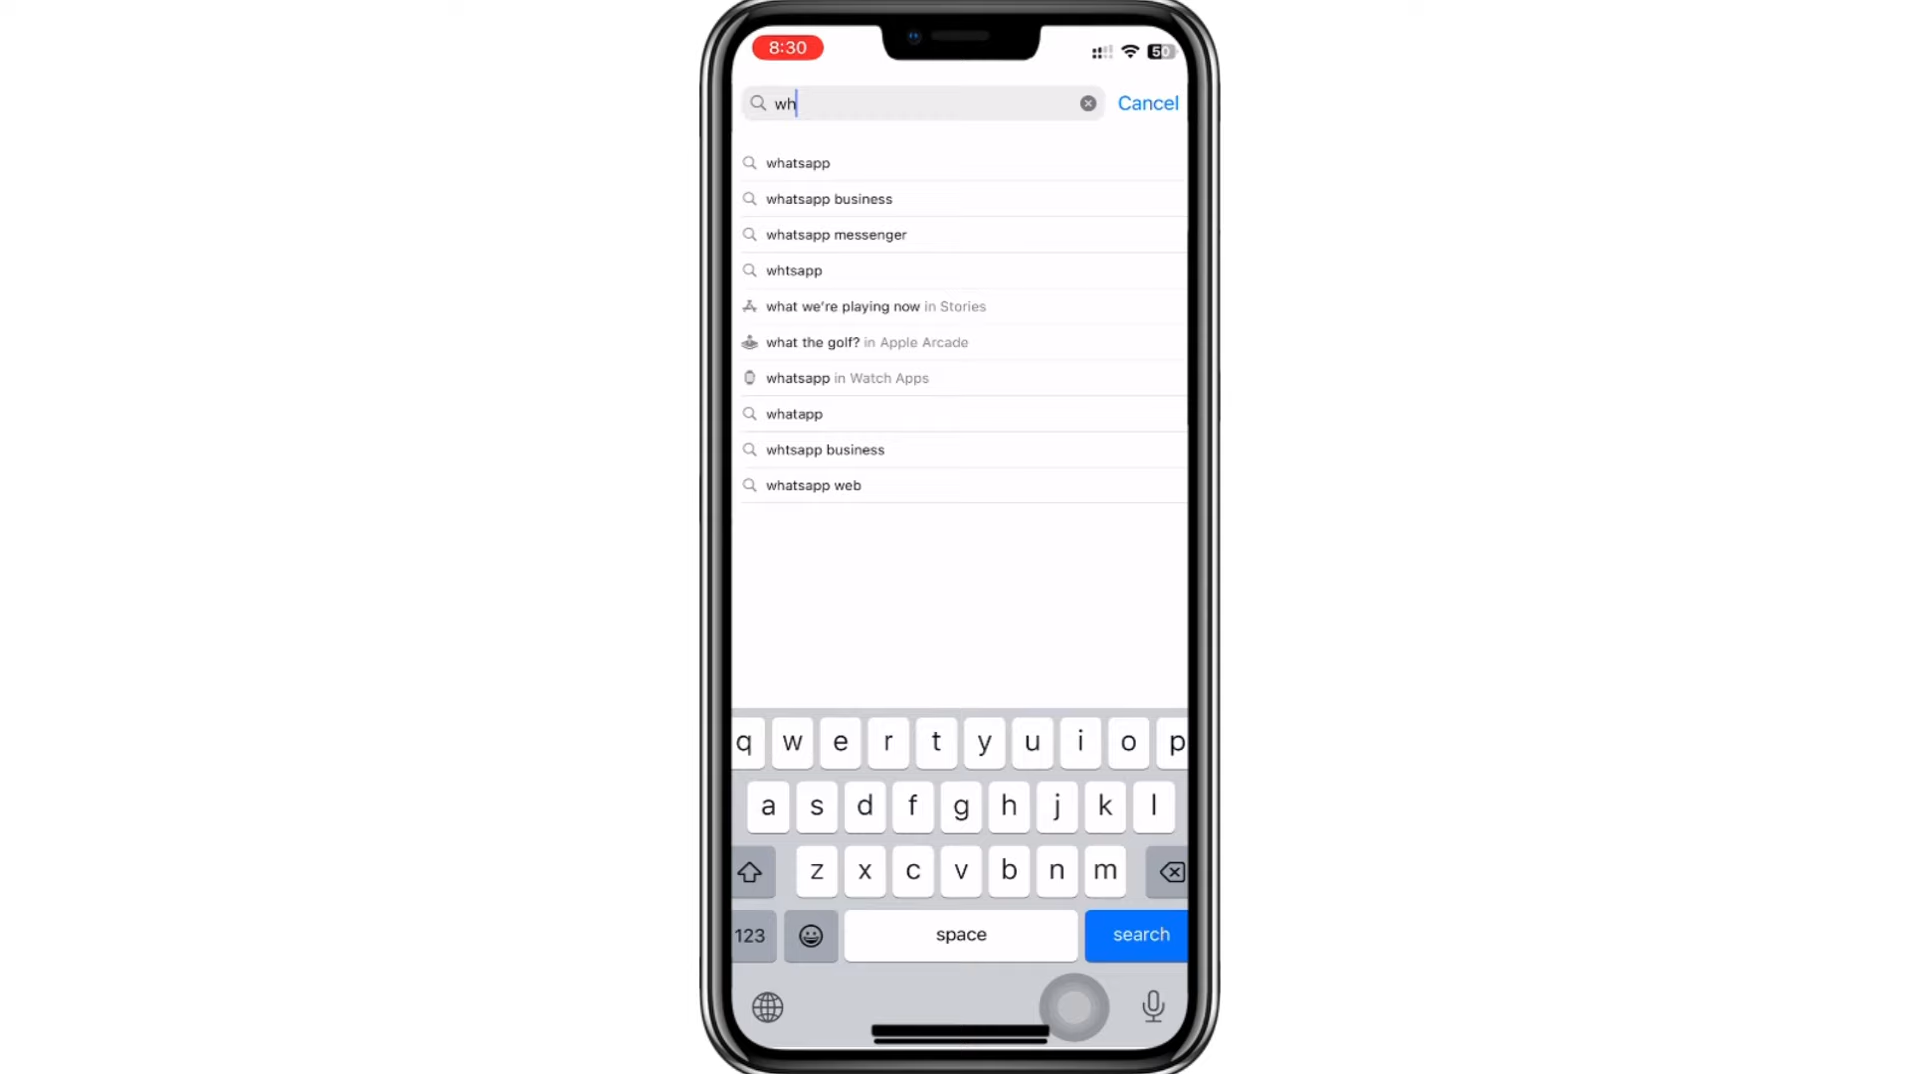 8:30
50
wh
Cancel
whatsapp
whatsapp business
whatsapp messenger
whtsapp
what we're playing now in Stories
what the golf? in Apple Arcade
whatsapp in Watch Apps
whatapp
whtsapp business
whatsapp web
q w e r t y u i o p
a s d f g h j k l
z x c v b n m
123 space search